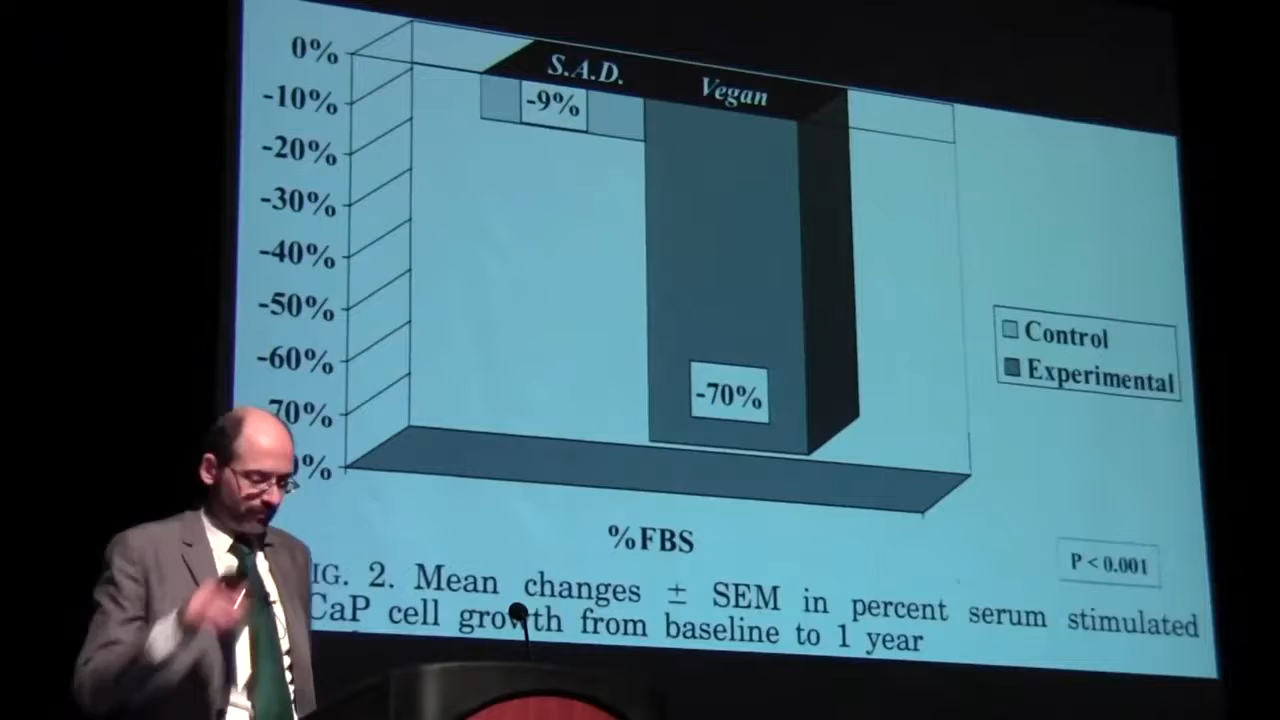 0%
-10%
-20%
-30%
-40%
-50%
-60%
70%
0%
S.A.D.
Vegan
-9%
-70%
Control
Experimental
%FBS
P < 0.001
IG. 2. Mean changes ± SEM in percent serum stimulated
CaP cell growth from baseline to 1 year